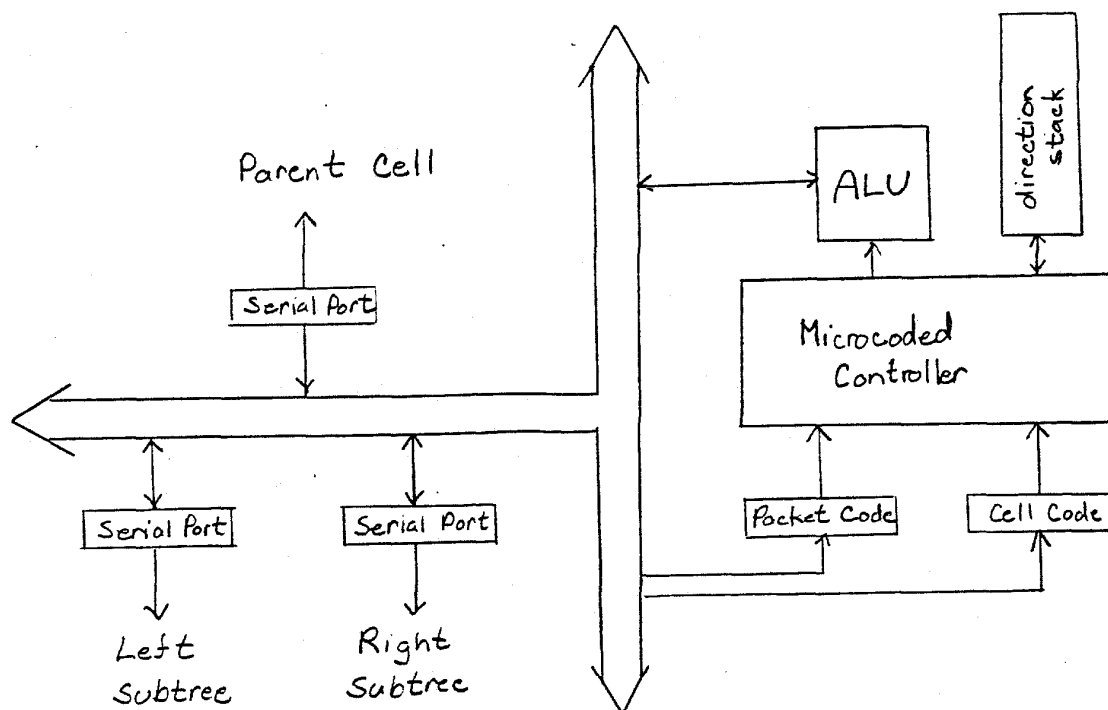 Parent Cell
Serial Port
Serial Port
Serial Port
Left
Subtree
Right
Subtree
ALU
direction
stack
Microcoded
Controller
Packet Code
Cell Code